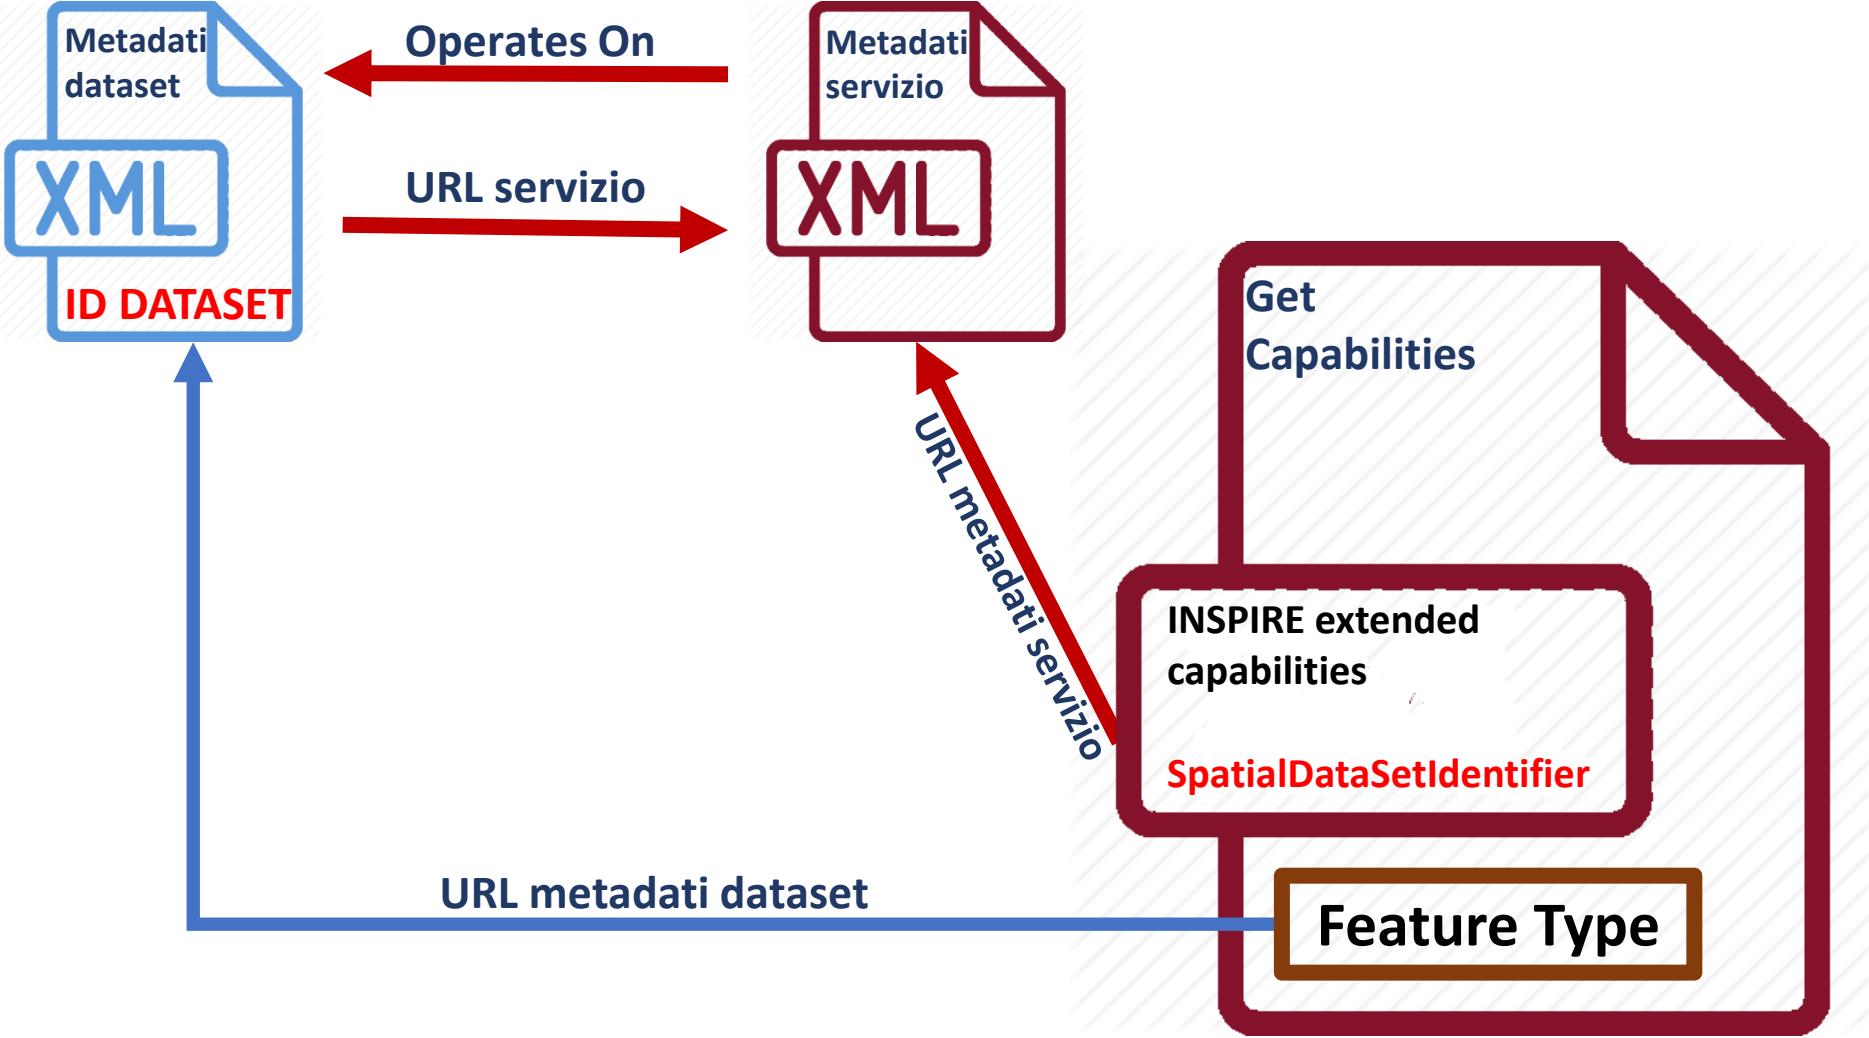 Metadati
dataset
XML
ID DATASET
Operates On
URL servizio
Metadati
servizio
XML
Get
Capabilities
URL metadati servizio
INSPIRE extended
capabilities
SpatialDataSetIdentifier
URL metadati dataset
Feature Type